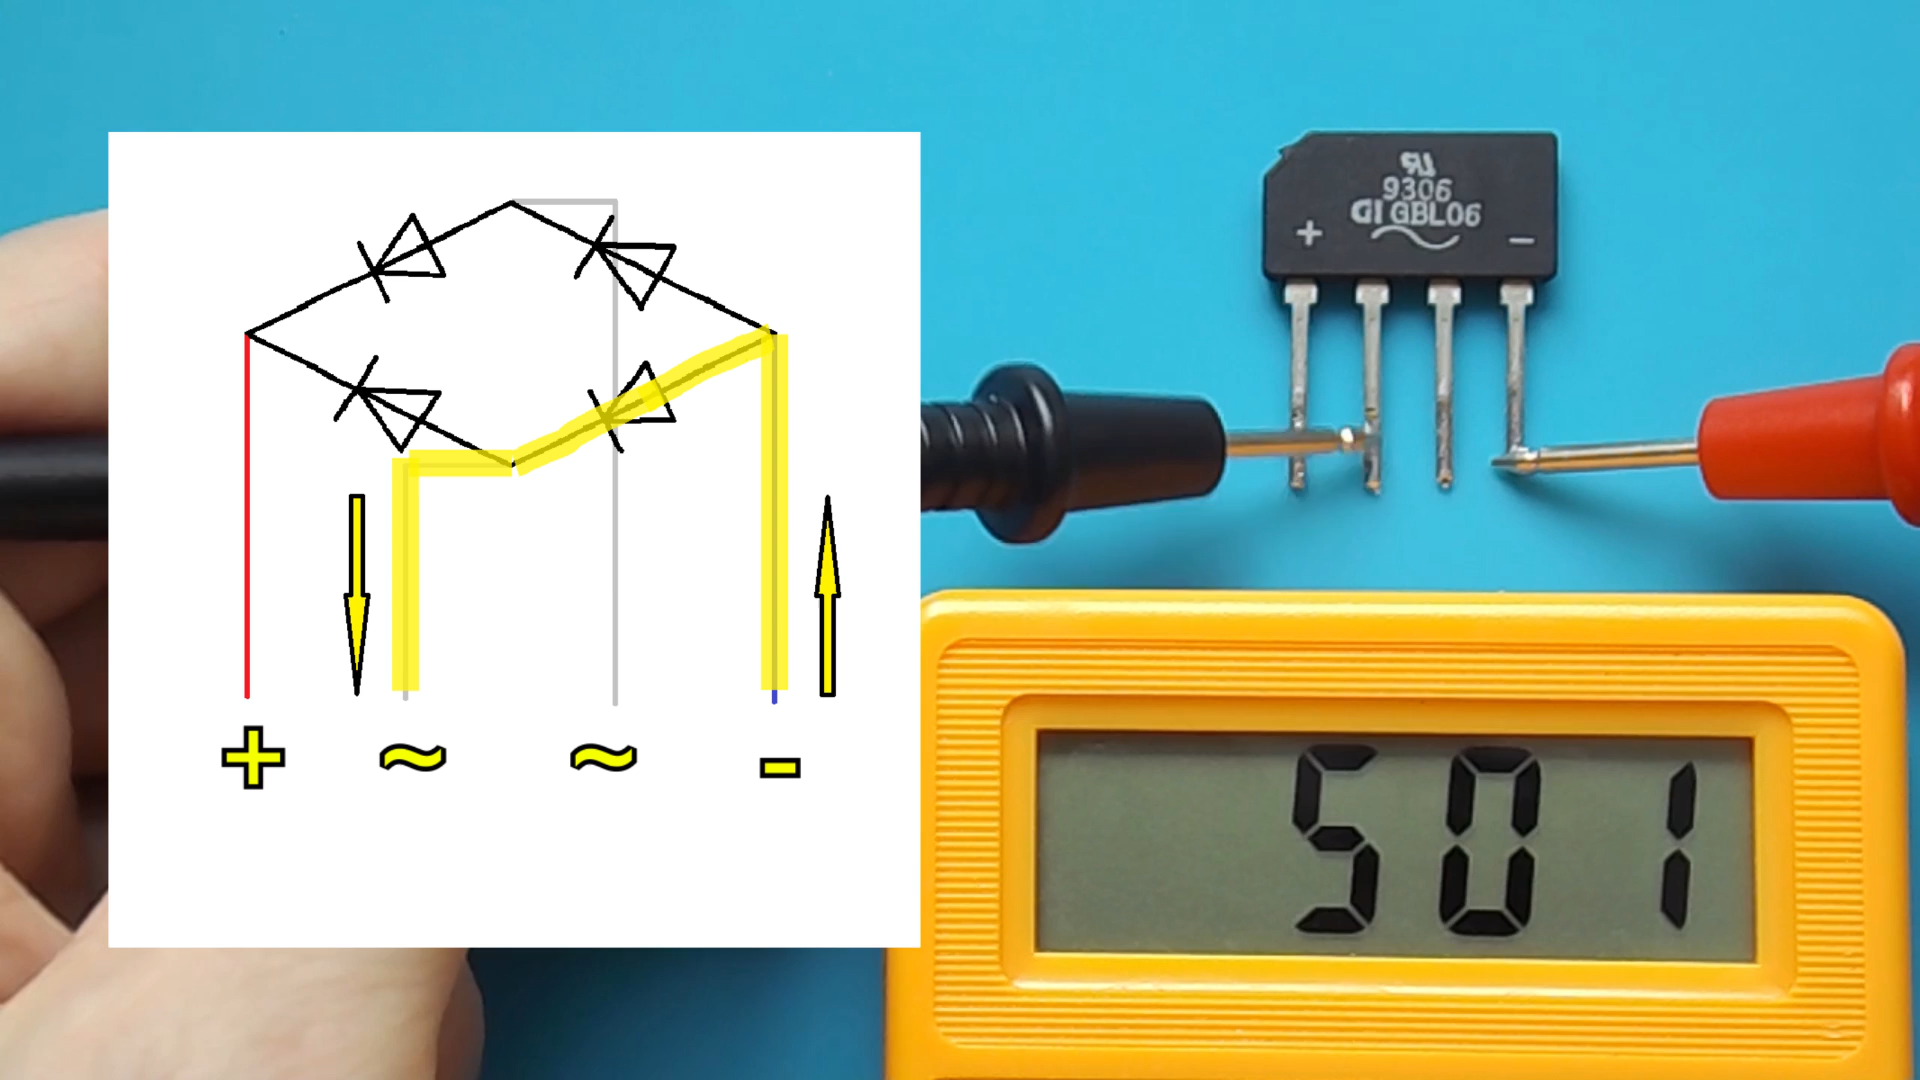 + ~ ~ -
9306
GI GBL06
+ ~ -
501